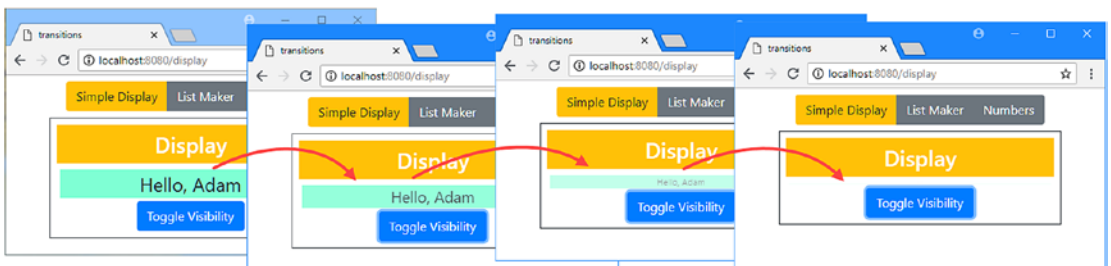 transitions
localhost:8080/display
Simple Display List Maker
Display
Hello, Adam
Toggle Visibility
transitions
localhost:8080/display
Simple Display List Maker
Display
Hello, Adam
Toggle Visibility
transitions
localhost:8080/display
Simple Display List Maker
Display
Hello, Adam
Toggle Visibility
transitions
localhost:8080/display
Simple Display List Maker Numbers
Display
Toggle Visibility